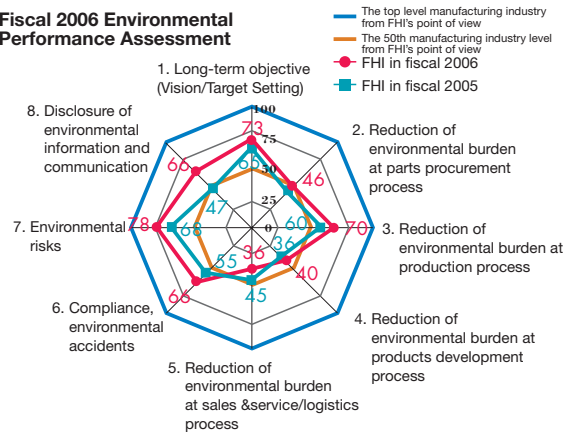 Fiscal 2006 Environmental
Performance Assessment
The top level manufacturing industry
from FHI's point of view
The 50th manufacturing industry level
from FHI's point of view
FHI in fiscal 2006
FHI in fiscal 2005
1. Long-term objective
(Vision/Target Setting)
8. Disclosure of
environmental
information and
communication
2. Reduction of
environmental burden
at parts procurement
process
7. Environmental
risks
3. Reduction of
environmental burden at
production process
6. Compliance,
environmental
accidents
4. Reduction of
environmental burden at
products development
process
5. Reduction of
environmental burden
at sales &service/logistics
process
100
75
50
25
0
73
46
70
40
36
66
78
66
60
36
45
55
68
47